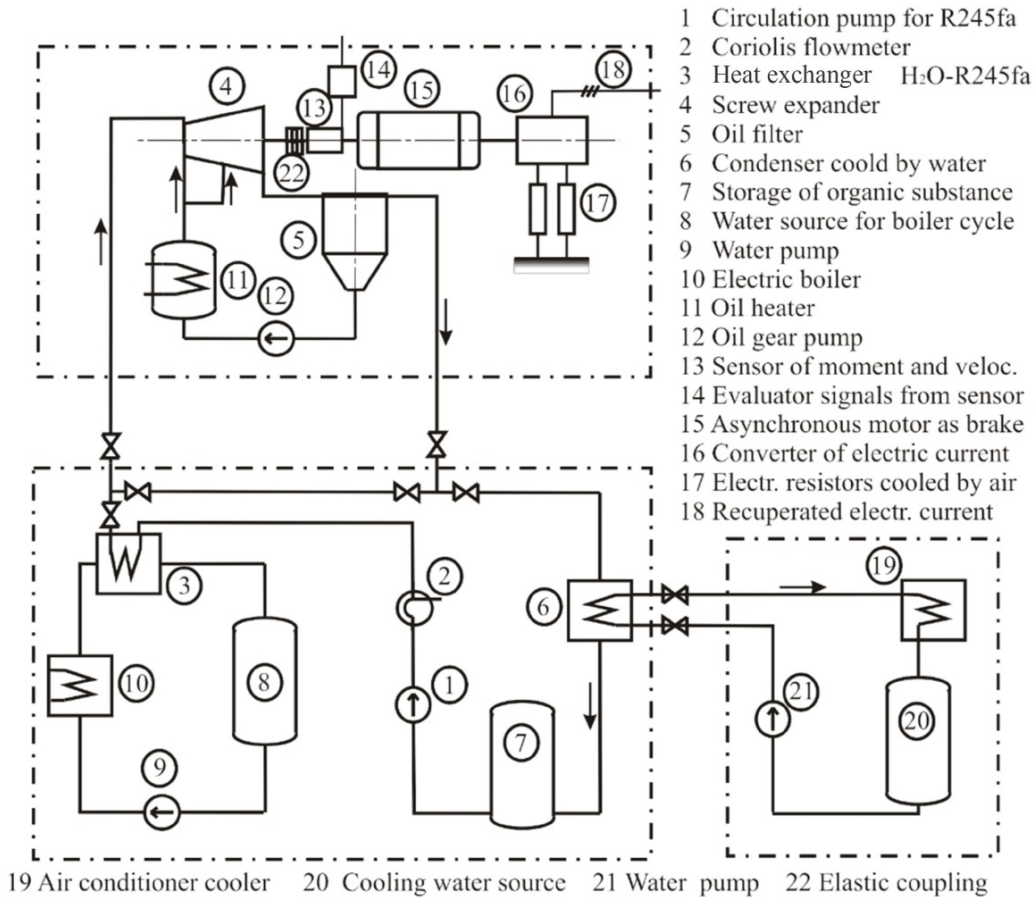 1 Circulation pump for R245fa
2 Coriolis flowmeter
3 Heat exchanger H₂O-R245fa
4 Screw expander
5 Oil filter
6 Condenser coold by water
7 Storage of organic substance
8 Water source for boiler cycle
9 Water pump
10 Electric boiler
11 Oil heater
12 Oil gear pump
13 Sensor of moment and veloc.
14 Evaluator signals from sensor
15 Asynchronous motor as brake
16 Converter of electric current
17 Electr. resistors cooled by air
18 Recuperated electr. current
4
14
15
18
13
16
22
17
5
11
12
3
2
6
19
10
8
1
7
21
20
9
19 Air conditioner cooler 20 Cooling water source 21 Water pump 22 Elastic coupling